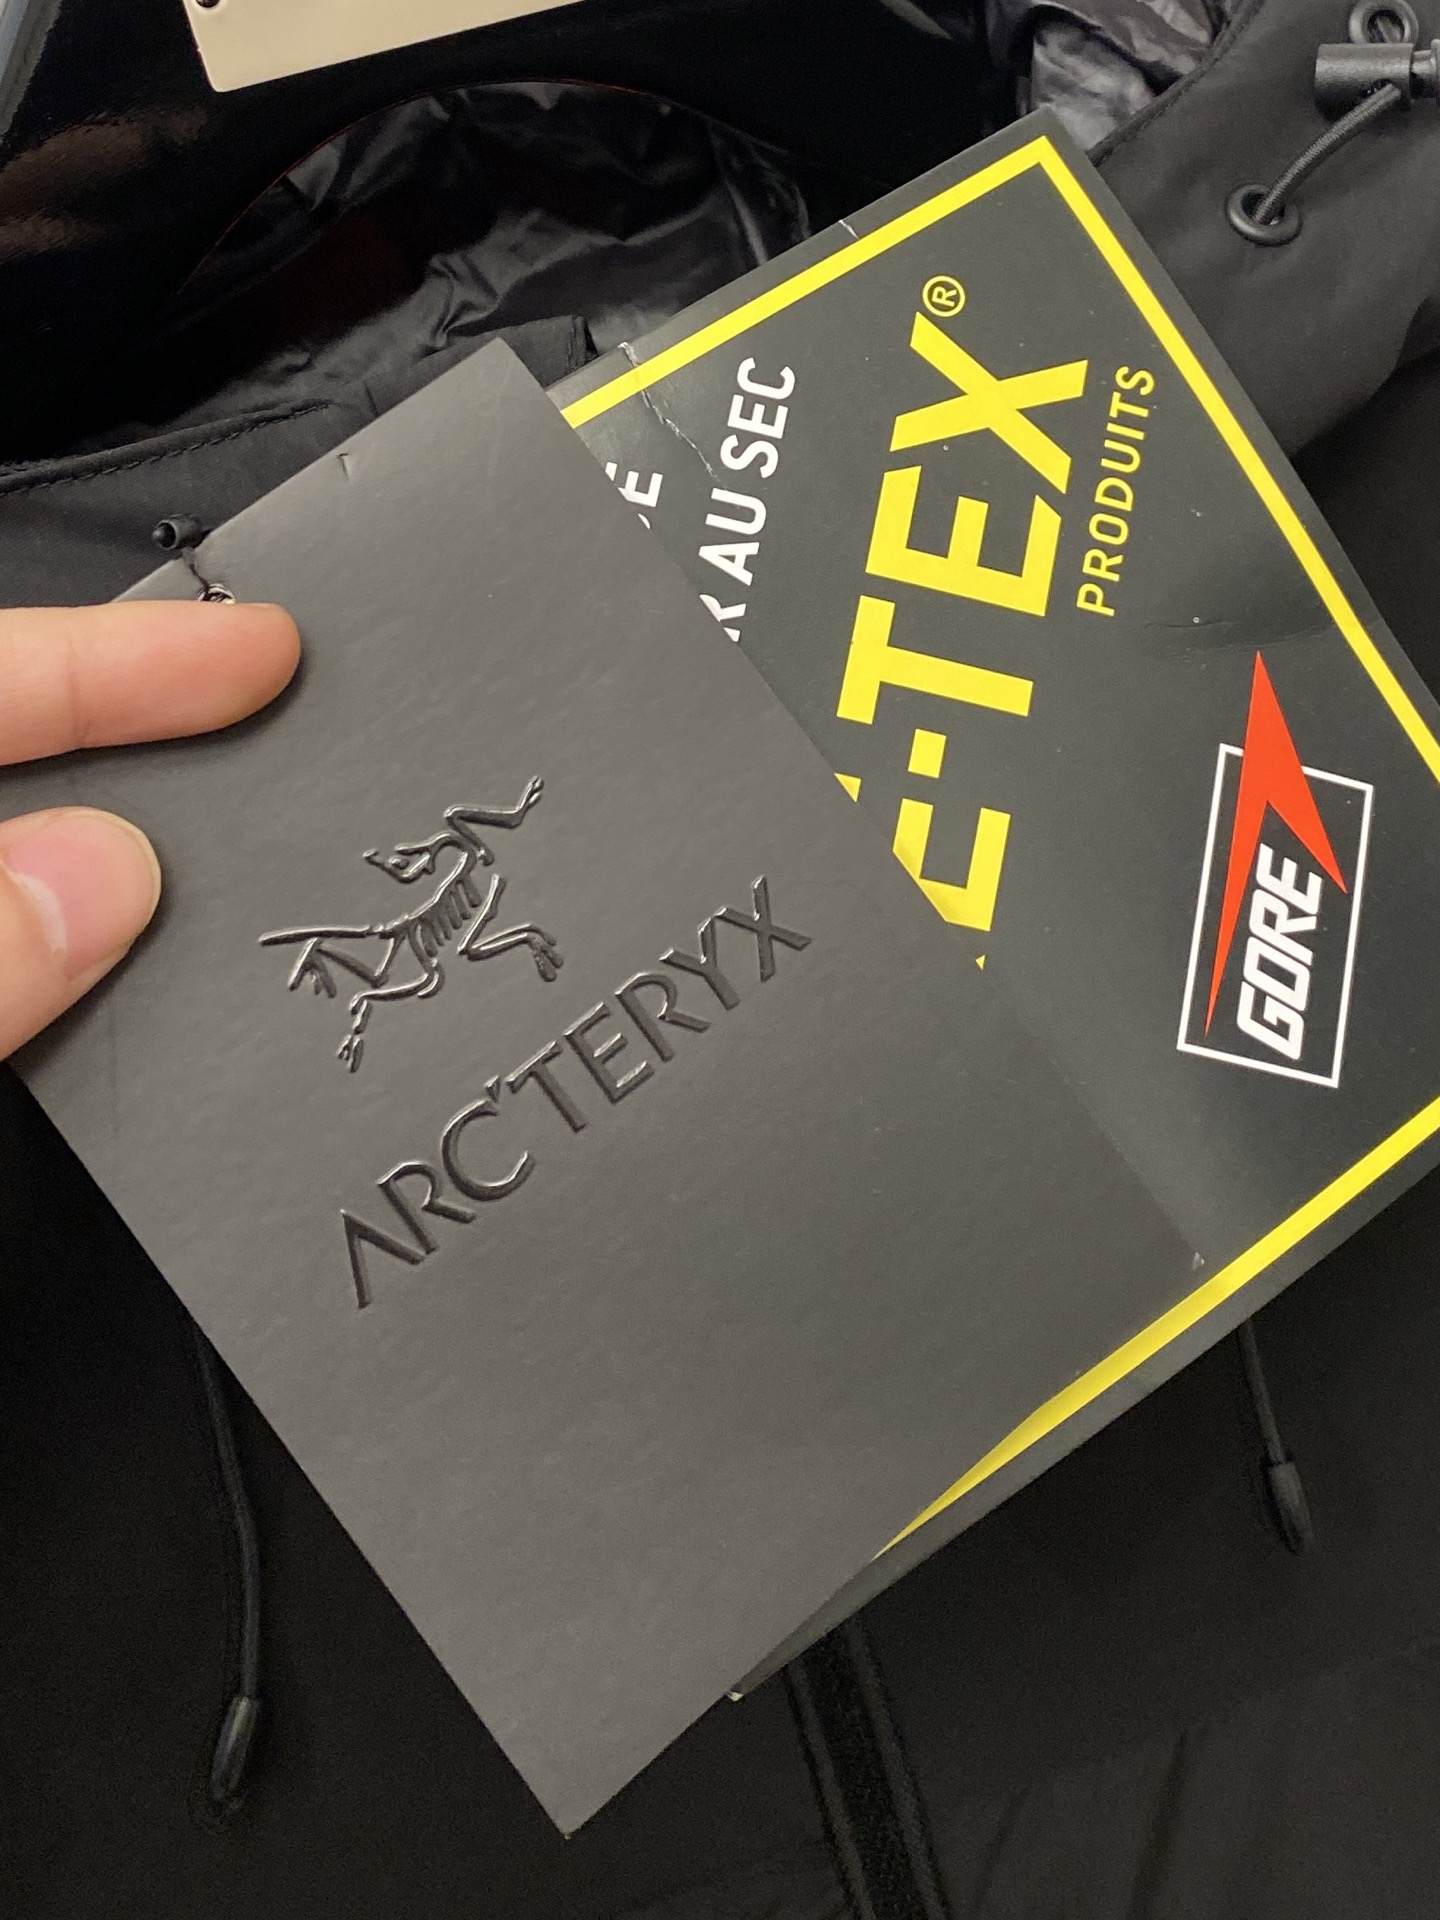 ARC'TERYX
AU SEC
-TEX®
PRODUITS
GORE